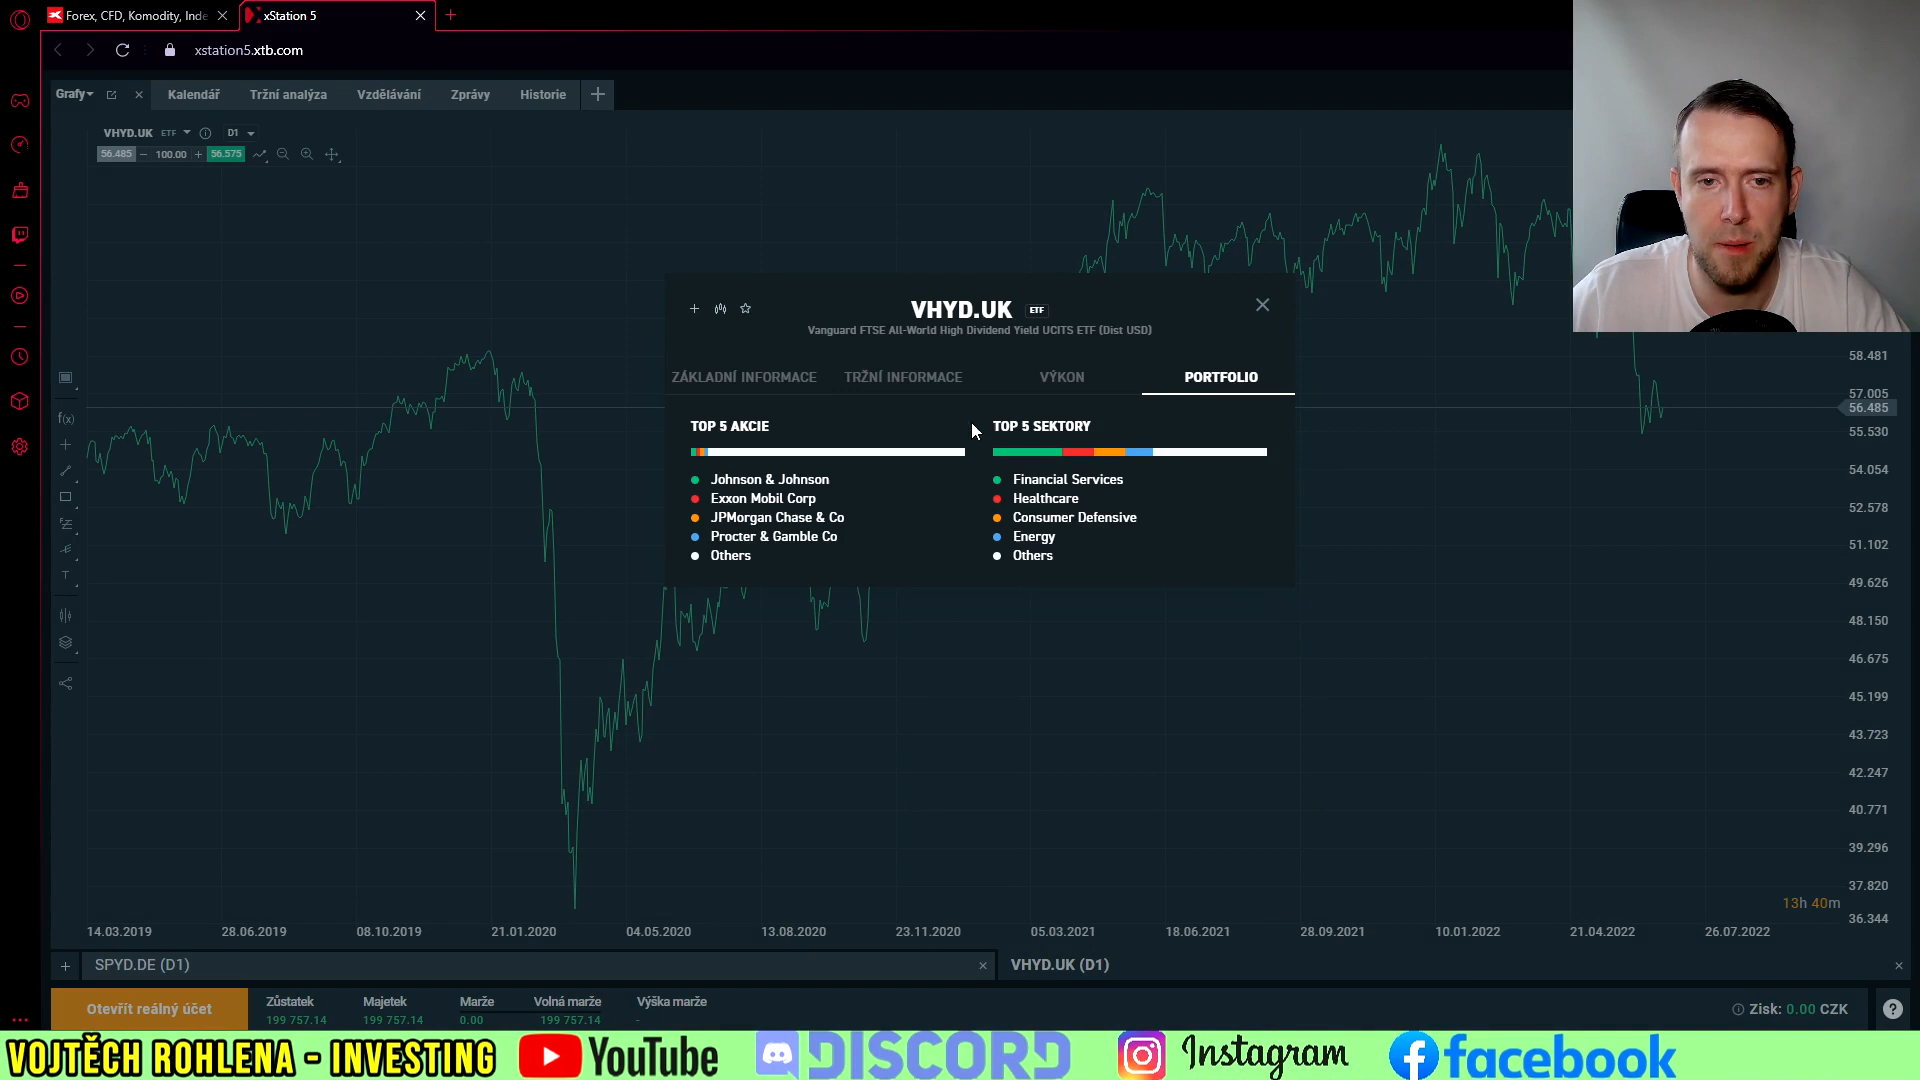 Forex, CFD, Komodity, Inde
xStation 5
xstation5.xtb.com
Grafy
Kalendář
Tržní analýza
Vzdělávání
Zprávy
Historie
VHYD.UK ETF D1
56.485 – 100.00 + 56.575
VHYD.UK ETF
Vanguard FTSE All-World High Dividend Yield UCITS ETF (Dist USD)
ZÁKLADNÍ INFORMACE
TRŽNÍ INFORMACE
VÝKON
PORTFOLIO
TOP 5 AKCIE
Johnson & Johnson
Exxon Mobil Corp
JPMorgan Chase & Co
Procter & Gamble Co
Others
TOP 5 SEKTORY
Financial Services
Healthcare
Consumer Defensive
Energy
Others
f(x)
T
58.481
57.005
56.485
55.530
54.054
52.578
51.102
49.626
48.150
46.675
45.199
43.723
42.247
40.771
39.296
37.820
36.344
13h 40m
14.03.2019
28.06.2019
08.10.2019
21.01.2020
04.05.2020
13.08.2020
23.11.2020
05.03.2021
18.06.2021
28.09.2021
10.01.2022
21.04.2022
26.07.2022
SPYD.DE (D1)
VHYD.UK (D1)
Otevřít reálný účet
Zůstatek
199 757.14
Majetek
199 757.14
Marže
0.00
Volná marže
199 757.14
Výška marže
-
Zisk: 0.00 CZK
?
VOJTĚCH ROHLENA - INVESTING
YouTube
DISCORD
Instagram
facebook